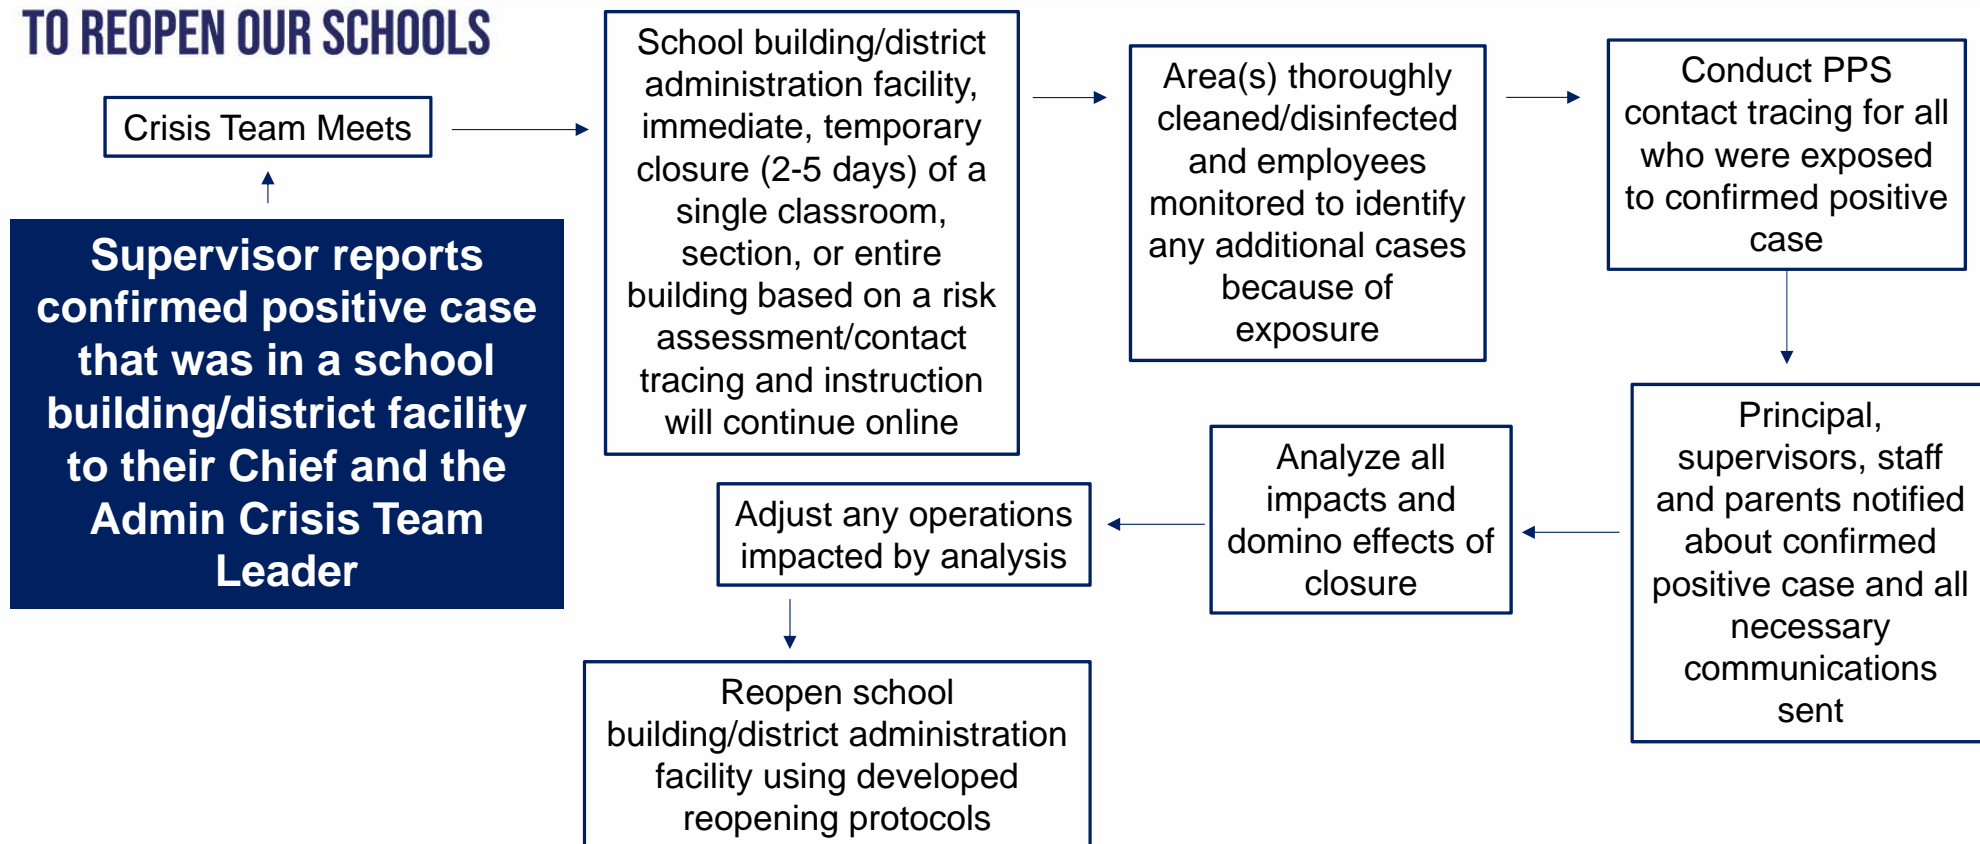 TO REOPEN OUR SCHOOLS
Supervisor reports
confirmed positive case
that was in a school
building/district facility
to their Chief and the
Admin Crisis Team
Leader
Crisis Team Meets
School building/district
administration facility,
immediate, temporary
closure (2-5 days) of a
single classroom,
section, or entire
building based on a risk
assessment/contact
tracing and instruction
will continue online
Area(s) thoroughly
cleaned/disinfected
and employees
monitored to identify
any additional cases
because of
exposure
Conduct PPS
contact tracing for all
who were exposed
to confirmed positive
case
Principal,
supervisors, staff
and parents notified
about confirmed
positive case and all
necessary
communications
sent
Analyze all
impacts and
domino effects of
closure
Adjust any operations
impacted by analysis
Reopen school
building/district administration
facility using developed
reopening protocols